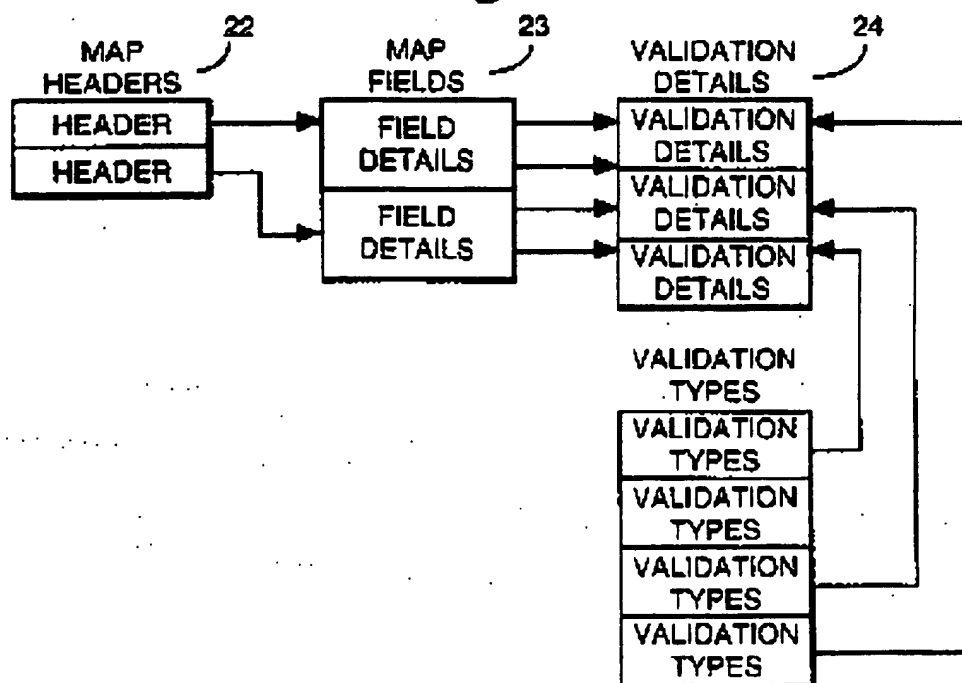 22
MAP
HEADERS
HEADER
HEADER
23
MAP
FIELDS
FIELD
DETAILS
FIELD
DETAILS
24
VALIDATION
DETAILS
VALIDATION
DETAILS
VALIDATION
DETAILS
VALIDATION
DETAILS
VALIDATION
TYPES
VALIDATION
TYPES
VALIDATION
TYPES
VALIDATION
TYPES
VALIDATION
TYPES